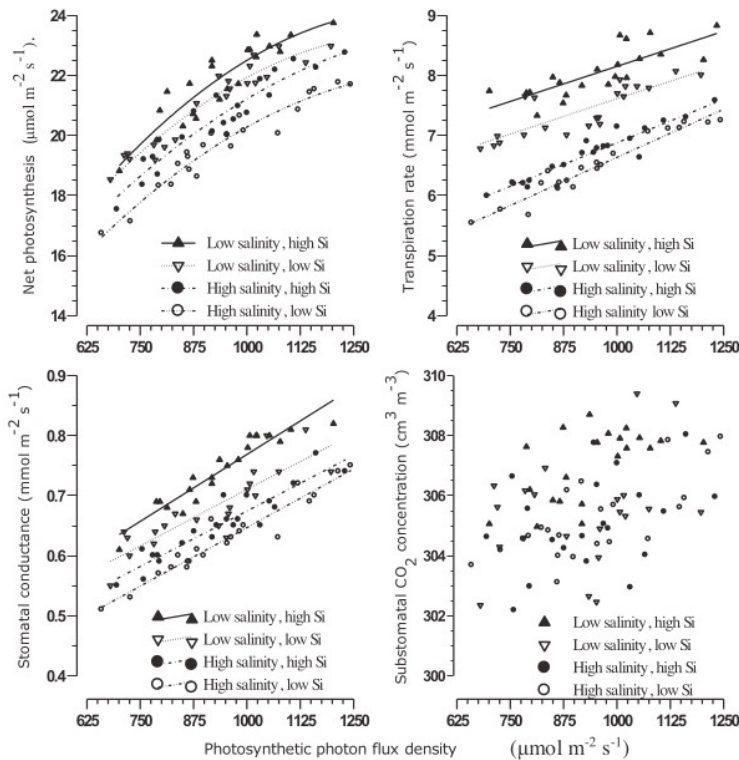 24
22
20
18
16
14
Net photosynthesis (μmol m⁻² s⁻¹).
Low salinity, high Si
Low salinity, low Si
High salinity, high Si
High salinity, low Si
625 750 875 1000 1125 1250
9
8
7
6
5
4
Transpiration rate (mmol m⁻² s⁻¹)
Low salinity, high Si
Low salinity, low Si
High salinity, high Si
High salinity low Si
625 750 875 1000 1125 1250
0.9
0.8
0.7
0.6
0.5
0.4
Stomatal conductance (mmol m⁻² s⁻¹)
Low salinity, high Si
Low salinity, low Si
High salinity, high Si
High salinity, low Si
625 750 875 1000 1125 1250
310
308
306
304
302
300
Substomatal CO₂ concentration (cm³ m⁻³)
Low salinity, high Si
Low salinity, low Si
High salinity, high Si
High salinity, low Si
625 750 875 1000 1125 1250
Photosynthetic photon flux density (μmol m⁻² s⁻¹)